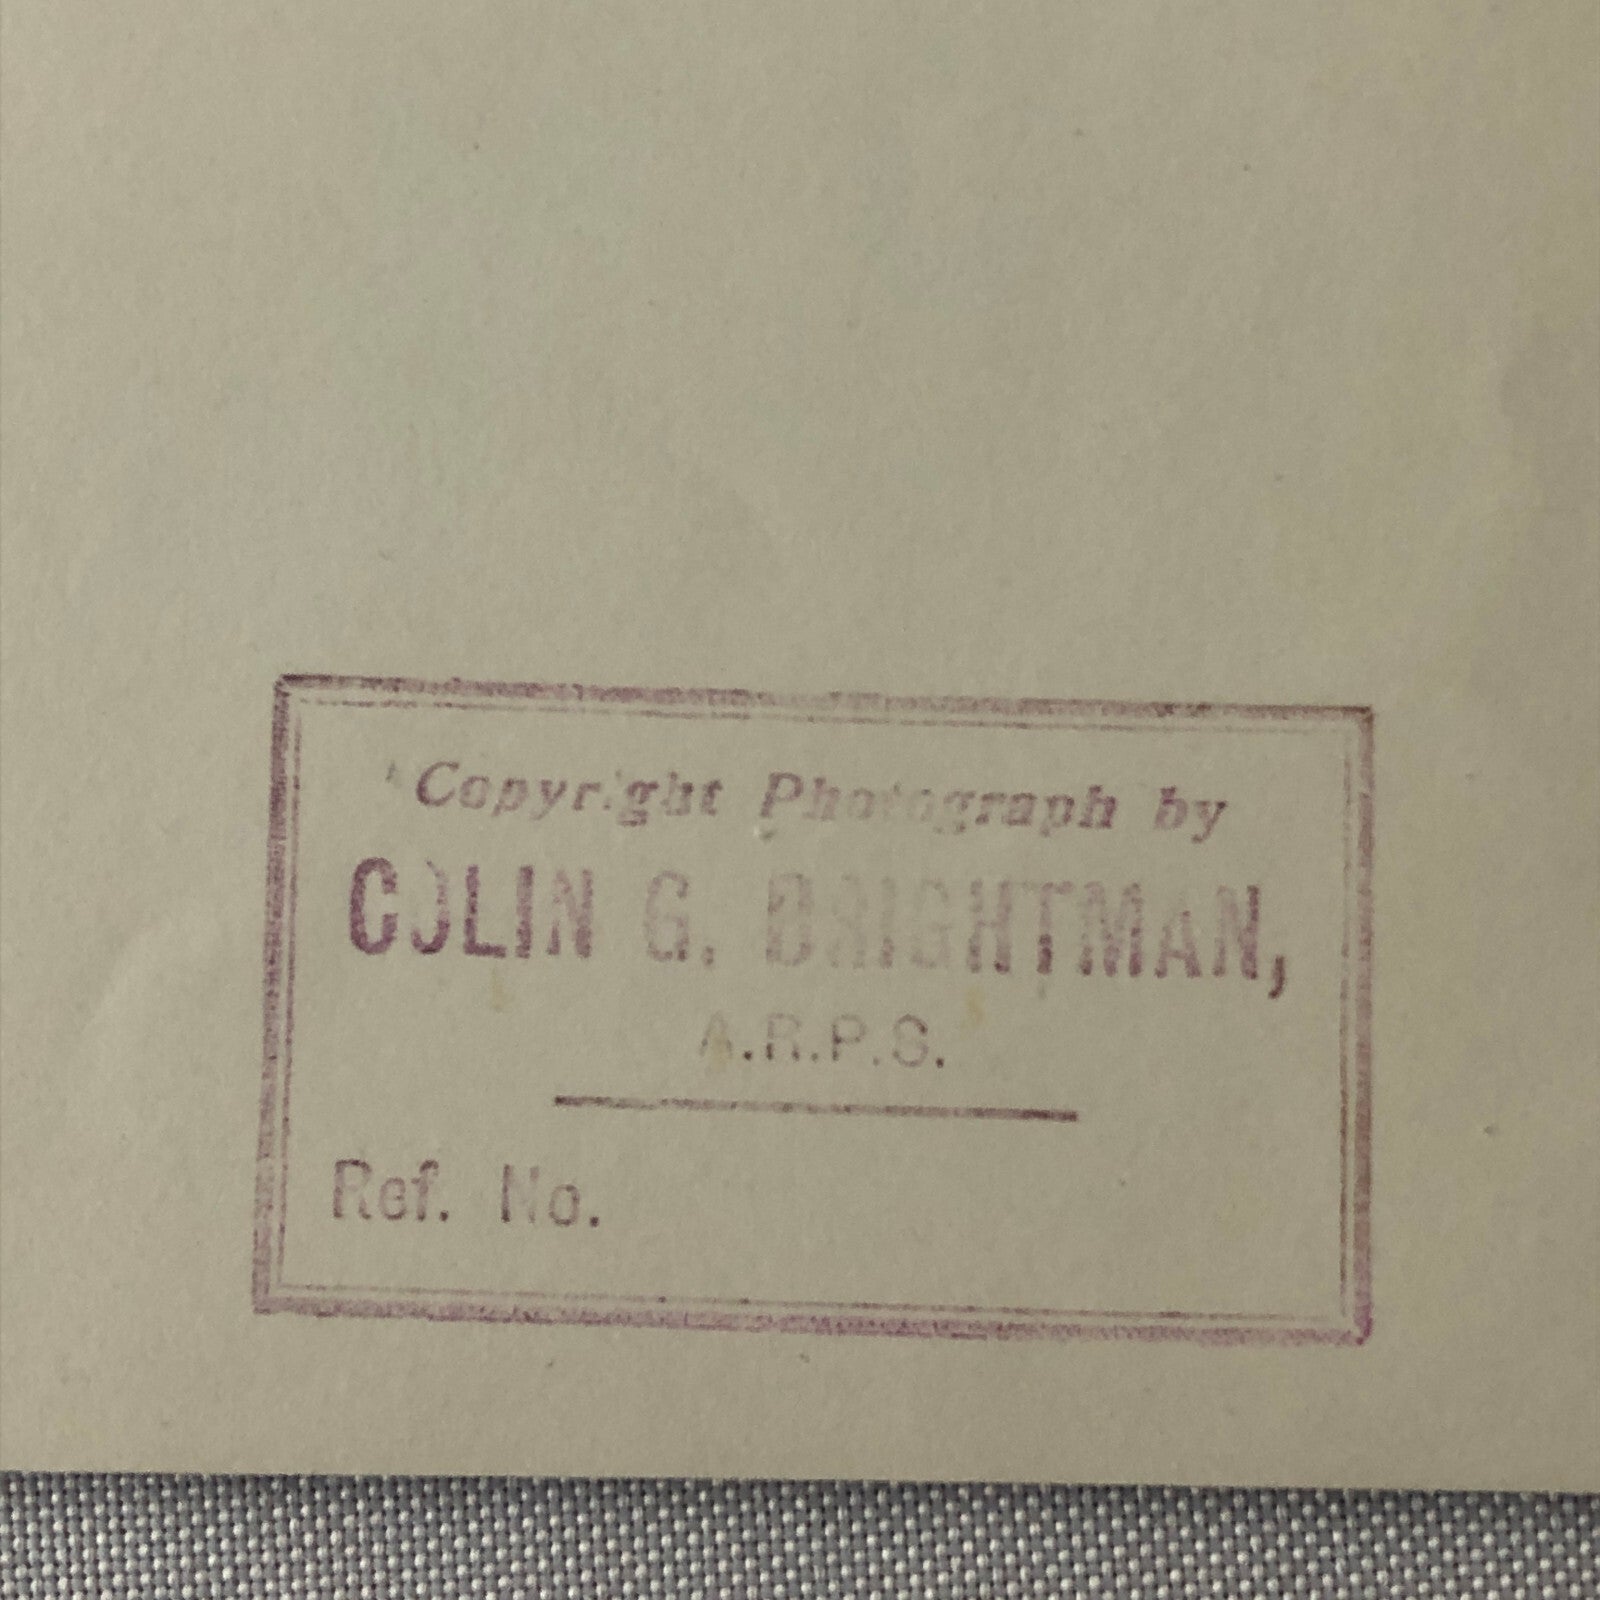 Copyright Photograph by
COLIN G. BRIGHTMAN,
A.R.P.S.
Ref. No.